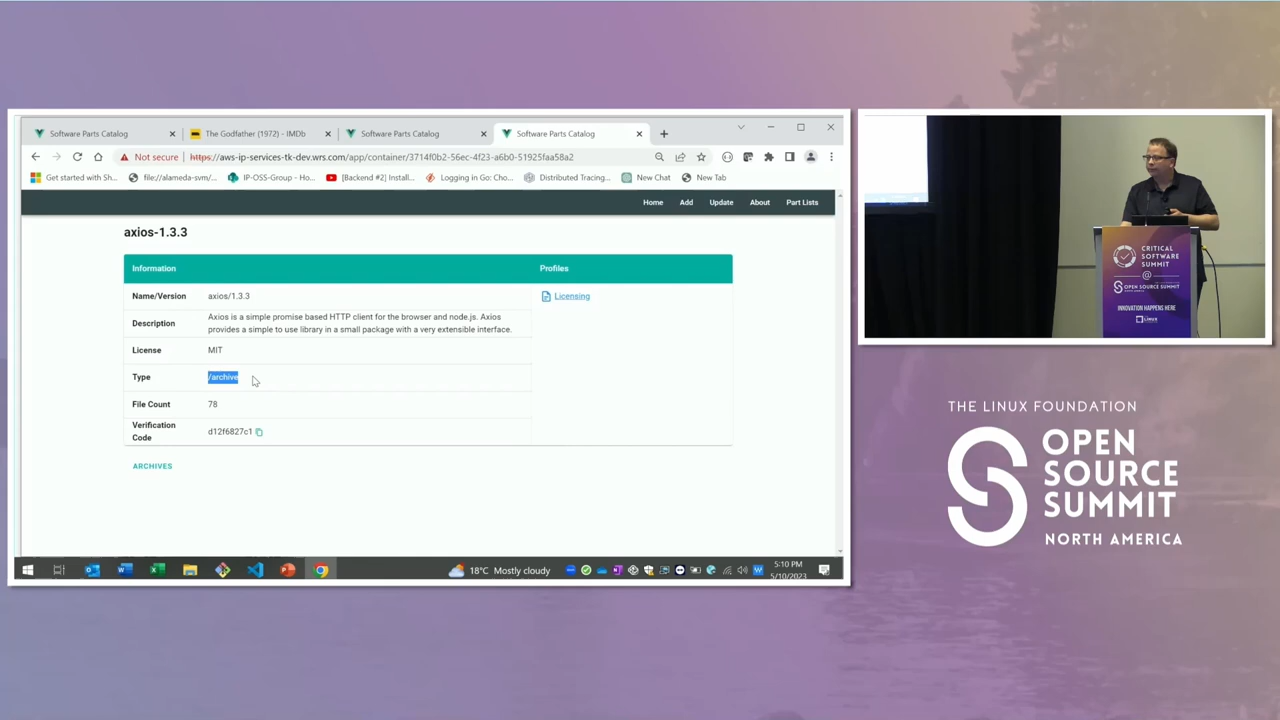 Software Parts Catalog
The Godfather (1972) - IMDb
Software Parts Catalog
Software Parts Catalog
Not secure
https://aws-ip-services-tk-dev.wrs.com/app/container/3714f0b2-56ec-4f23-a6b0-51925faa58a2
Get started with Sh...
file://alameda-svm/...
IP-OSS-Group - Ho...
[Backend #2] Install...
Logging in Go: Cho...
Distributed Tracing...
New Chat
New Tab
Home
Add
Update
About
Part Lists
axios-1.3.3
Information
Profiles
Name/Version
axios/1.3.3
Licensing
Description
Axios is a simple promise based HTTP client for the browser and node.js. Axios
provides a simple to use library in a small package with a very extensible interface.
License
MIT
Type
/archive
File Count
78
Verification
Code
d12f6827c1
ARCHIVES
18°C Mostly cloudy
5:10 PM
5/10/2023
CRITICAL
SOFTWARE
SUMMIT
@
OPEN SOURCE SUMMIT
INNOVATION HAPPENS HERE
LINUX
THE LINUX FOUNDATION
OPEN
SOURCE
SUMMIT
NORTH AMERICA